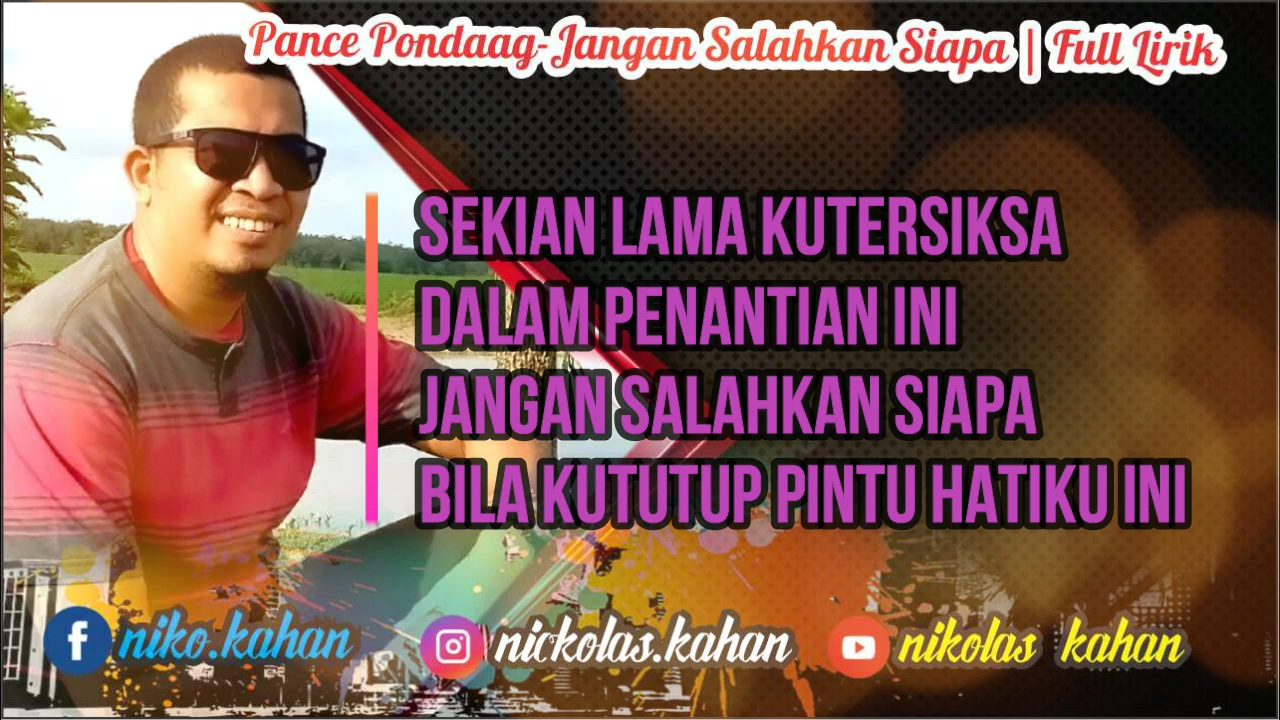 Pance Pondaag-Jangan Salahkan Siapa | Full Lirik
SEKIAN LAMA KUTERSIKSA
DALAM PENANTIAN INI
JANGAN SALAHKAN SIAPA
BILA KUTUTUP PINTU HATIKU INI
niko.kahan
nickolas.kahan
nikolas kahan